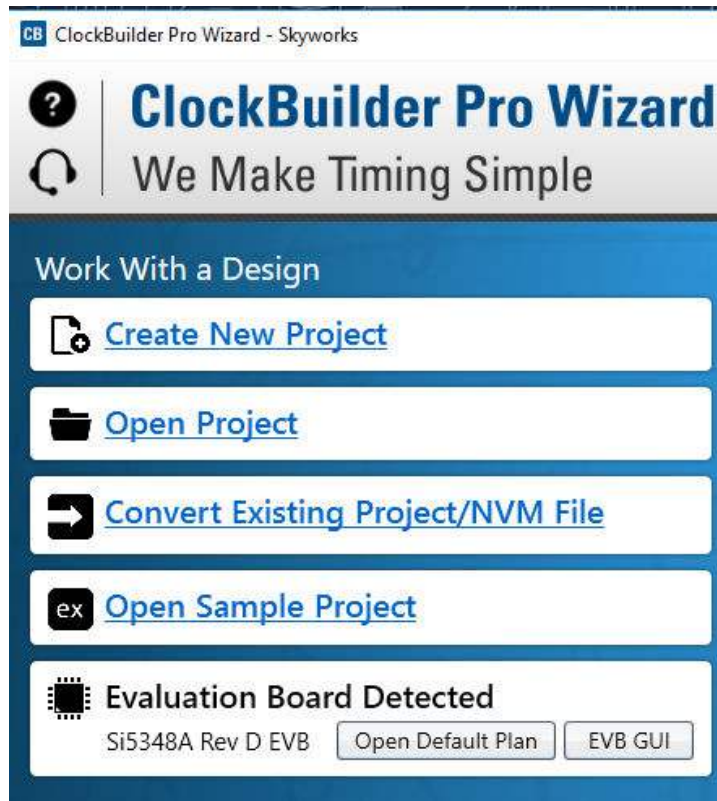 CB ClockBuilder Pro Wizard - Skyworks
? ClockBuilder Pro Wizard
We Make Timing Simple
Work With a Design
Create New Project
Open Project
Convert Existing Project/NVM File
ex Open Sample Project
Evaluation Board Detected
Si5348A Rev D EVB Open Default Plan EVB GUI